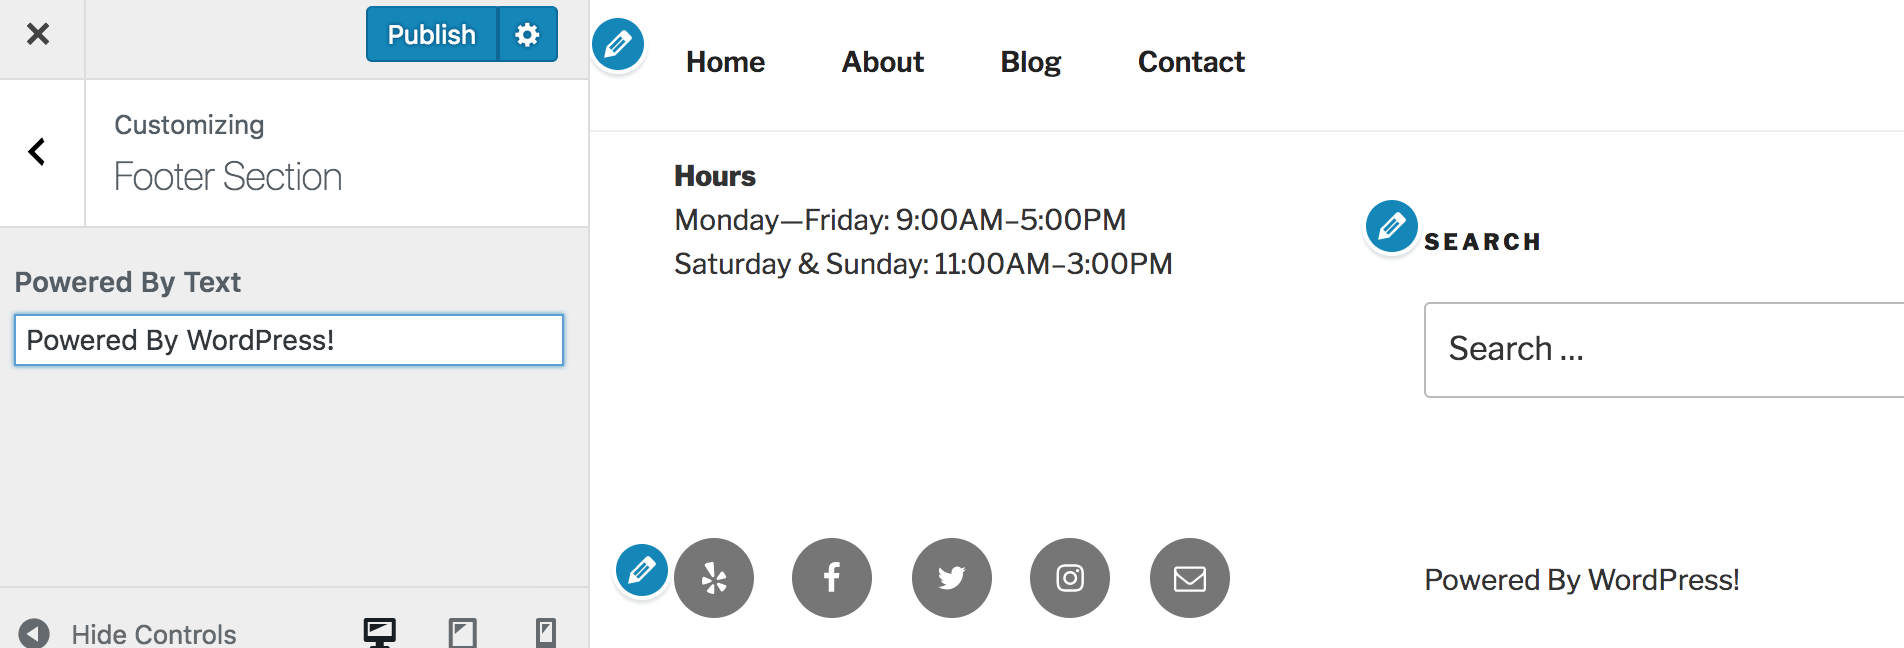 Publish
Customizing
Footer Section
Powered By Text
Powered By WordPress!
Hide Controls
Home About Blog Contact
Hours
Monday—Friday: 9:00AM–5:00PM
Saturday & Sunday: 11:00AM–3:00PM
SEARCH
Search ...
Powered By WordPress!